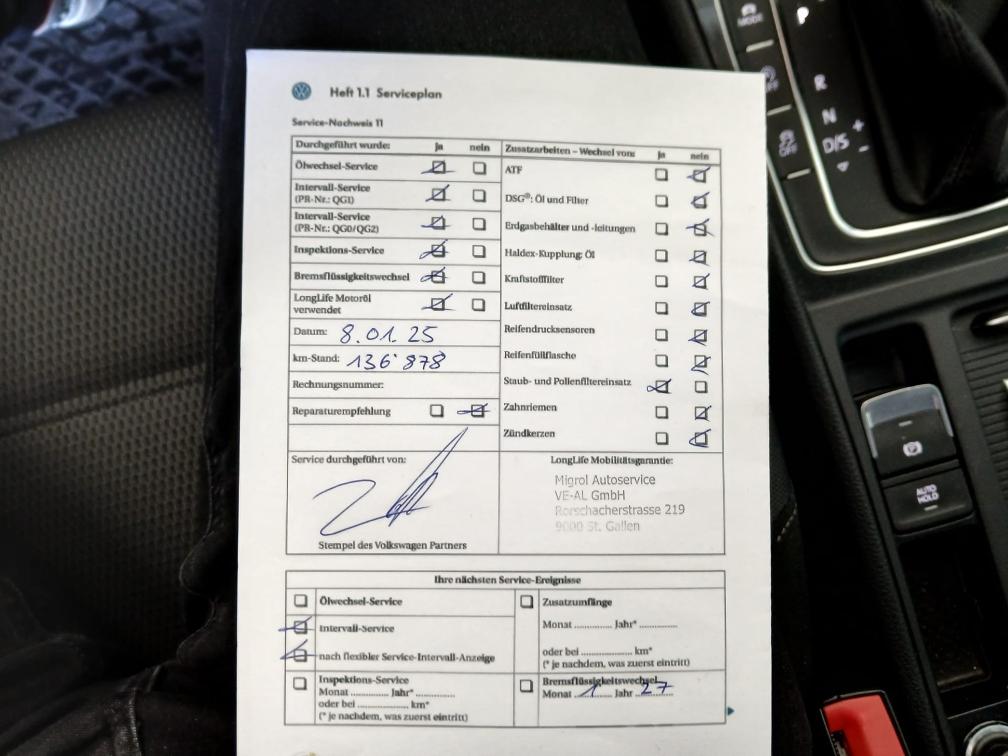 Heft 1.1 Serviceplan
Service-Nachweis 11
Durchgeführt wurde: ja nein
Ölwechsel-Service
Intervall-Service
(PR-Nr.: QG1)
Intervall-Service
(PR-Nr.: QG0/QG2)
Inspektions-Service
Bremsflüssigkeitswechsel
LongLife Motoröl
verwendet
Datum: 8.01.25
km-Stand: 136'878
Rechnungsnummer:
Reparaturempfehlung
Zusatzarbeiten – Wechsel von: ja nein
ATF
DSG®: Öl und Filter
Erdgasbehälter und -leitungen
Haldex-Kupplung: Öl
Kraftstofffilter
Luftfiltereinsatz
Reifendrucksensoren
Reifenfüllflasche
Staub- und Pollenfiltereinsatz
Zahnriemen
Zündkerzen
Service durchgeführt von:
Stempel des Volkswagen Partners
LongLife Mobilitätsgarantie:
Migrol Autoservice
VE-AL GmbH
Rorschacherstrasse 219
9000 St. Gallen
Ihre nächsten Service-Ereignisse
Ölwechsel-Service
Intervall-Service
nach flexibler Service-Intervall-Anzeige
Inspektions-Service
Monat ............ Jahr* ............
oder bei ............ km*
(* je nachdem, was zuerst eintritt)
Zusatzumfänge
Monat ............ Jahr* ............
oder bei ............ km*
(* je nachdem, was zuerst eintritt)
Bremsflüssigkeitswechsel
Monat 1 Jahr 27
MODE
OFF
OFF
P
R
N
D/S
+
-
AUTO
HOLD